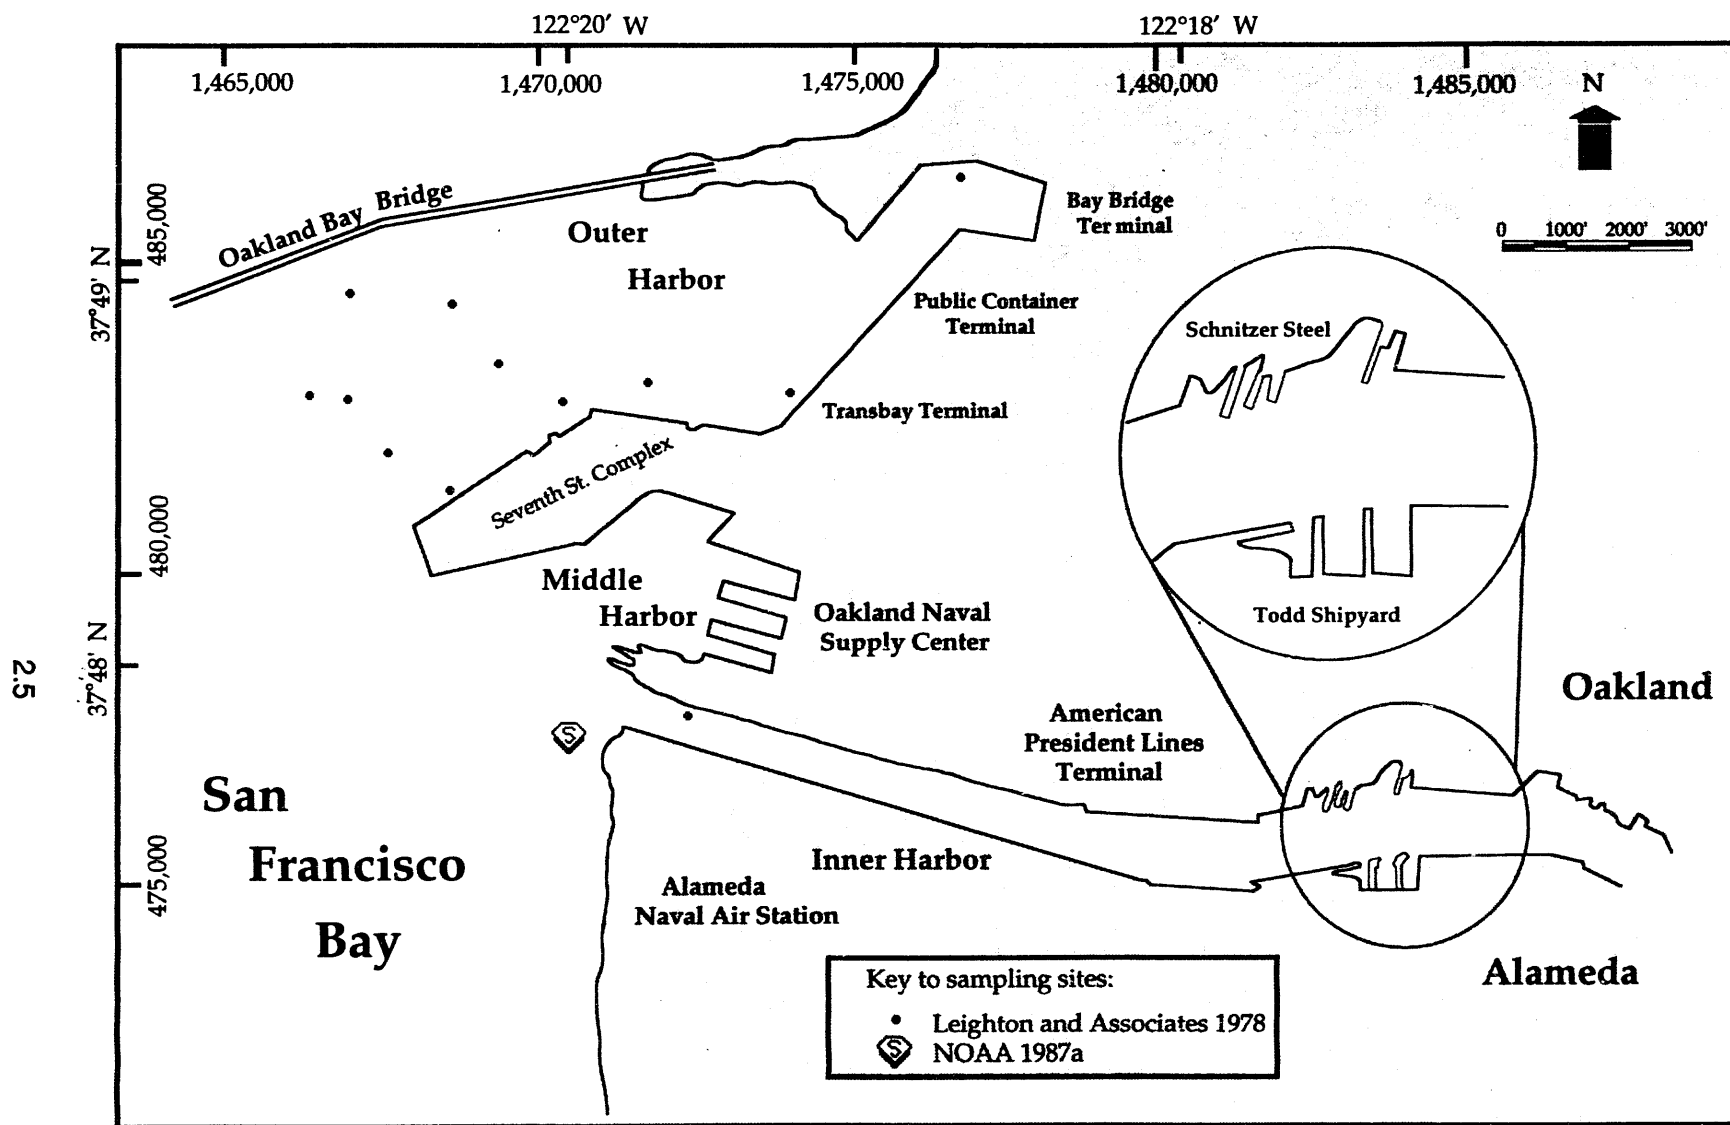 122°20' W
122°18' W
1,465,000
1,470,000
1,475,000
1,480,000
1,485,000
N
485,000
37°49' N
480,000
37°48' N
475,000
2.5
Oakland Bay Bridge
Outer
Harbor
Bay Bridge
Ter minal
0 1000' 2000' 3000'
Public Container
Terminal
Schnitzer Steel
Transbay Terminal
Seventh St. Complex
Middle
Harbor
Oakland Naval
Supply Center
Todd Shipyard
Oakland
American
President Lines
Terminal
S
San
Francisco
Bay
Inner Harbor
Alameda
Naval Air Station
Alameda
Key to sampling sites:
Leighton and Associates 1978
S NOAA 1987a